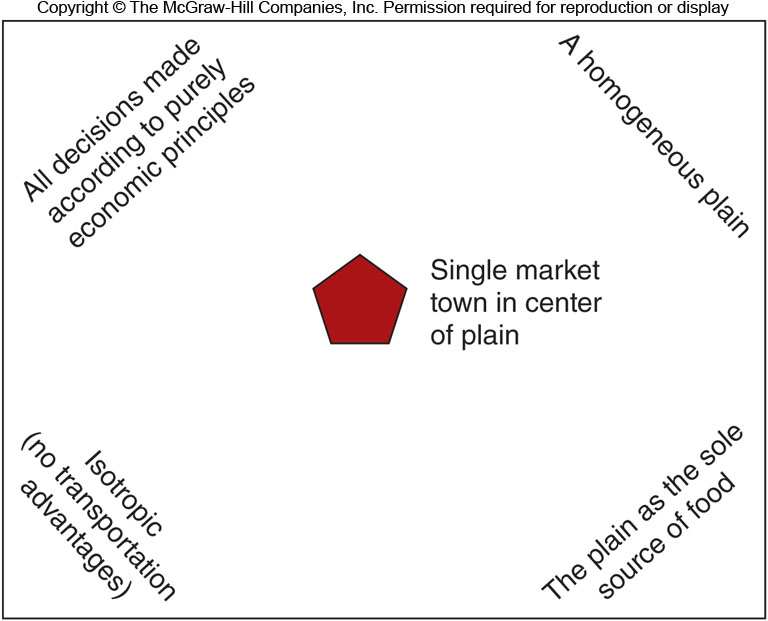 Copyright © The McGraw-Hill Companies, Inc. Permission required for reproduction or display
All decisions made
according to purely
economic principles
A homogeneous plain
Single market
town in center
of plain
Isotropic
(no transportation
advantages)
The plain as the sole
source of food